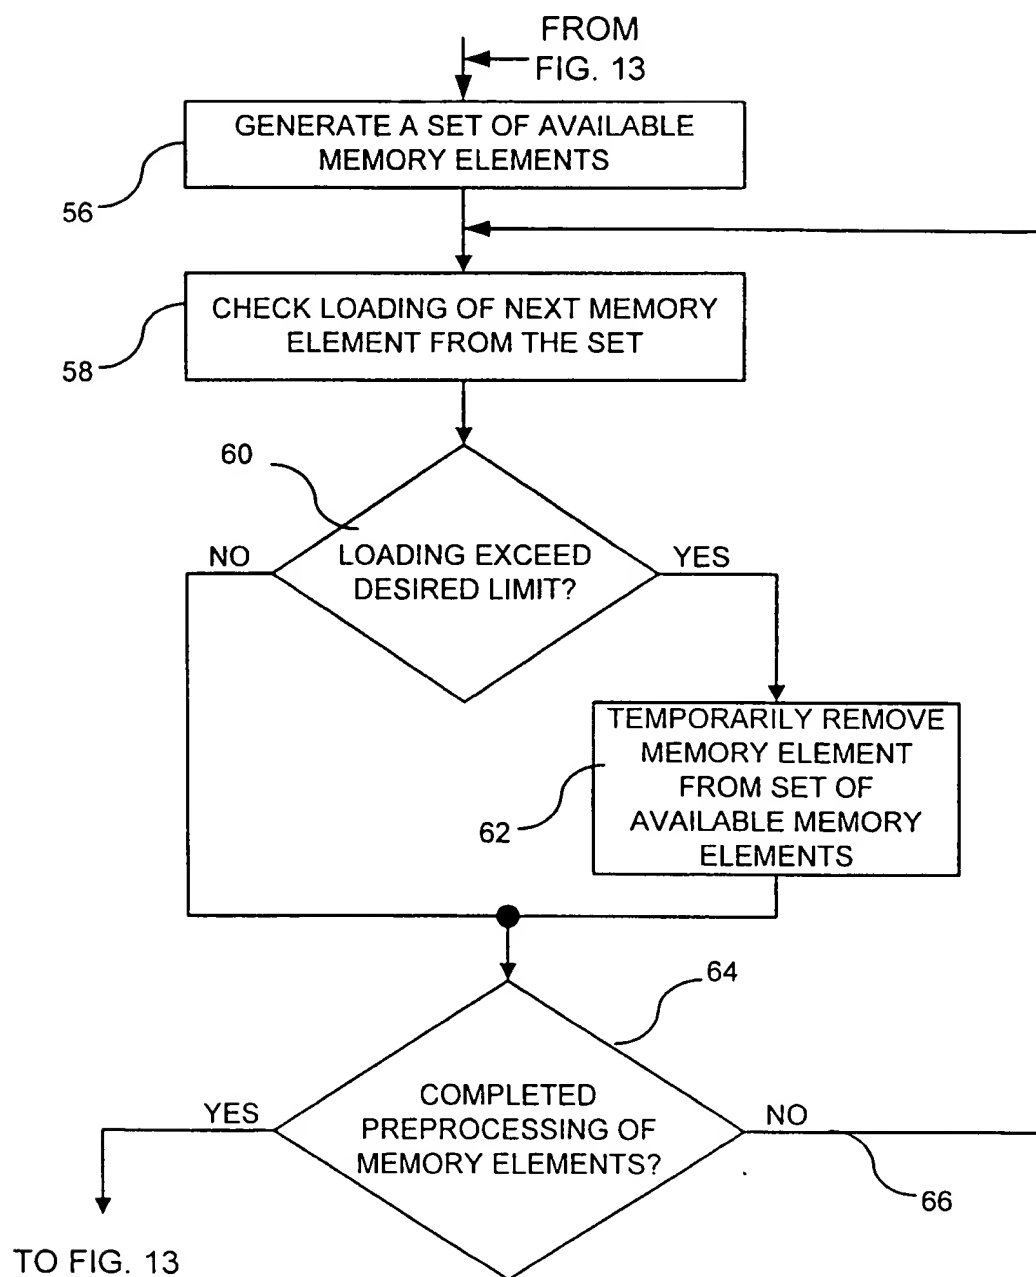 FROM
FIG. 13
GENERATE A SET OF AVAILABLE
MEMORY ELEMENTS
56
CHECK LOADING OF NEXT MEMORY
ELEMENT FROM THE SET
58
60
NO
LOADING EXCEED
DESIRED LIMIT?
YES
TEMPORARILY REMOVE
MEMORY ELEMENT
FROM SET OF
AVAILABLE MEMORY
ELEMENTS
62
64
YES
COMPLETED
PREPROCESSING OF
MEMORY ELEMENTS?
NO
66
TO FIG. 13